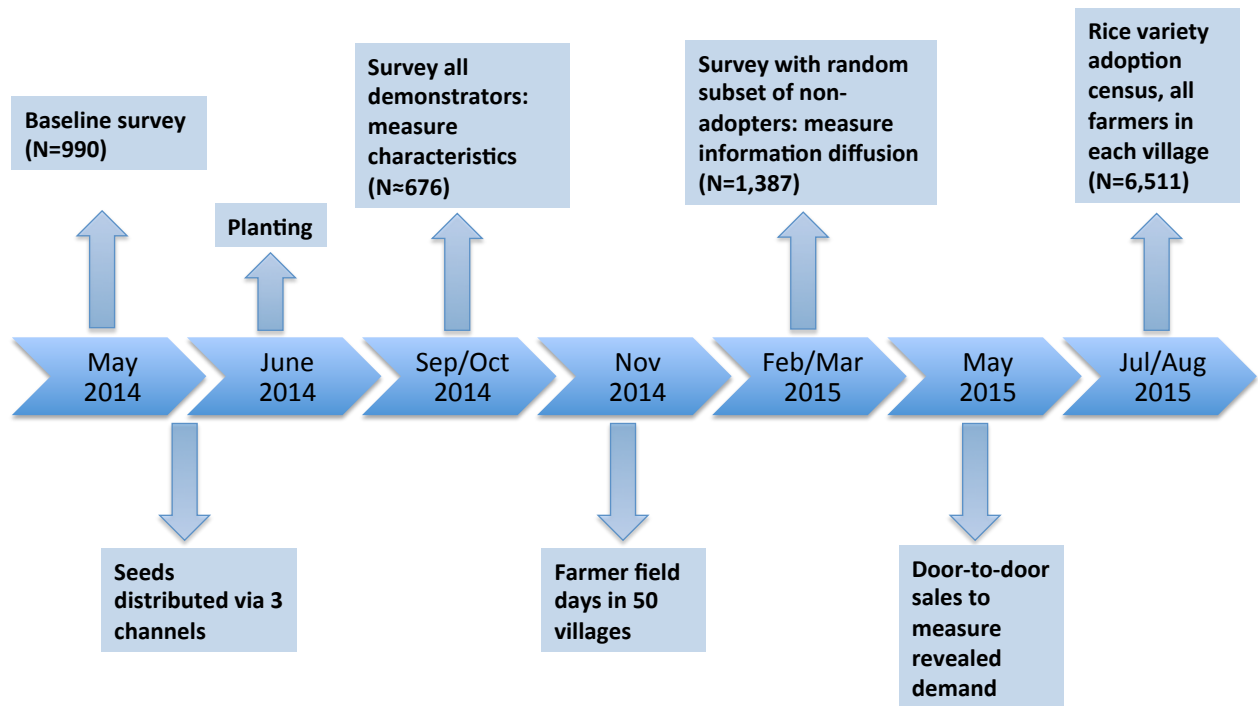 Baseline survey
(N=990)
Planting
Survey all
demonstrators:
measure
characteristics
(N≈676)
Survey with random
subset of non-
adopters: measure
information diffusion
(N=1,387)
Rice variety
adoption
census, all
farmers in
each village
(N=6,511)
May
2014
June
2014
Sep/Oct
2014
Nov
2014
Feb/Mar
2015
May
2015
Jul/Aug
2015
Seeds
distributed via 3
channels
Farmer field
days in 50
villages
Door-to-door
sales to
measure
revealed
demand